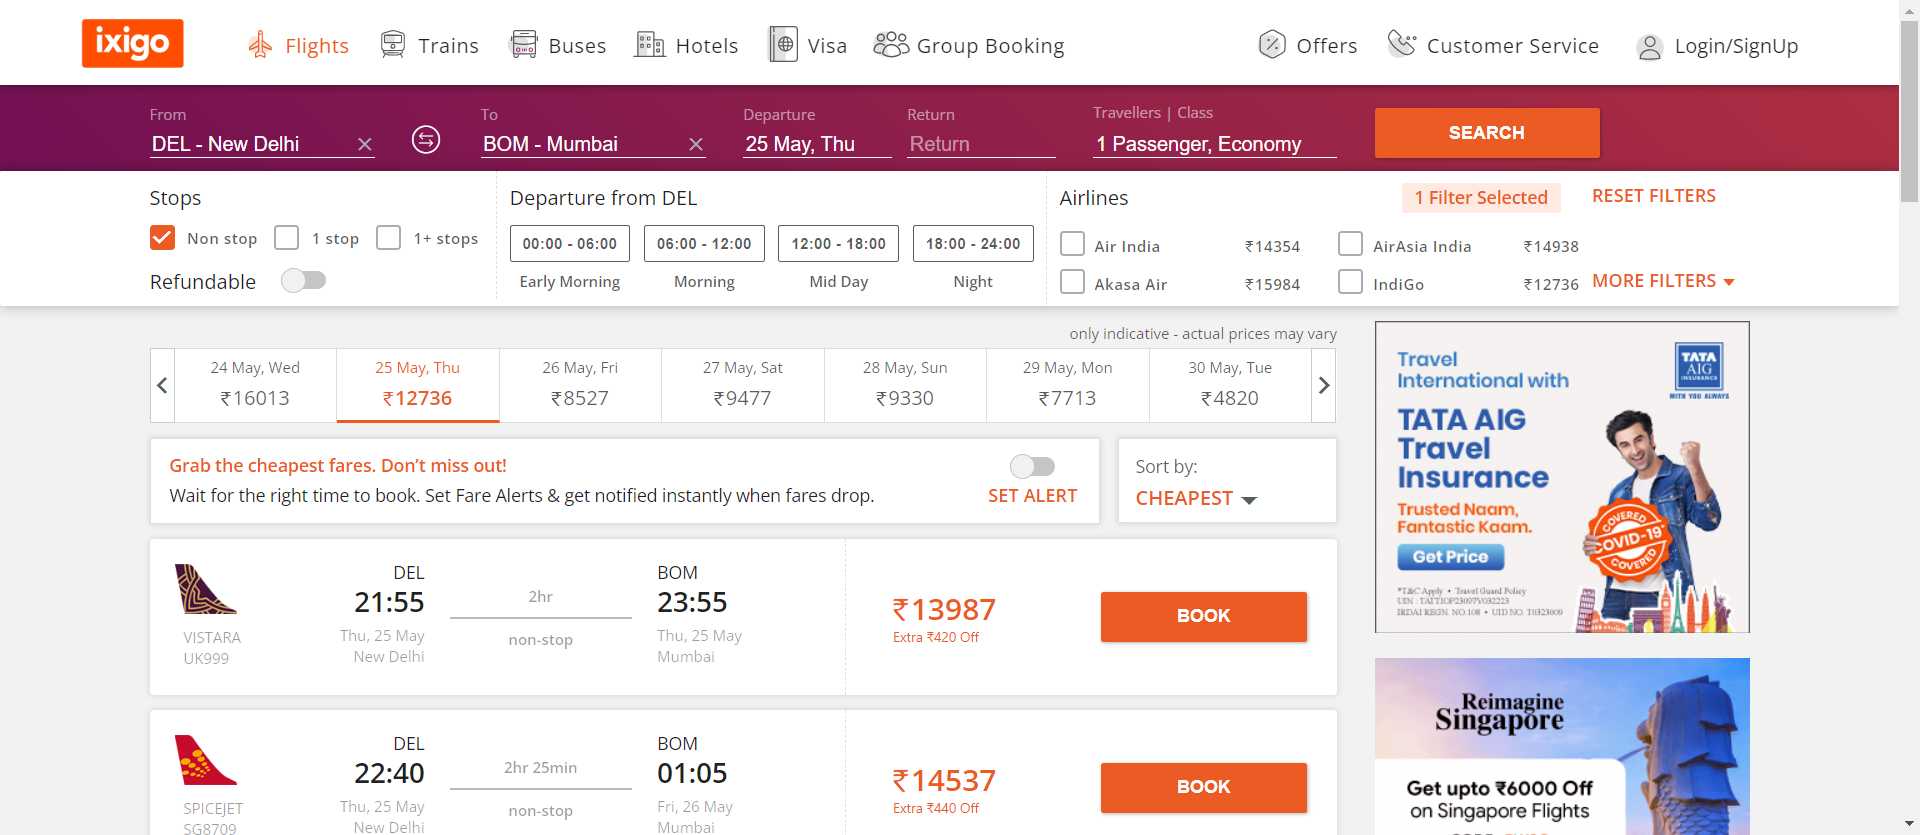 ixigo
Flights
Trains
Buses
Hotels
Visa
Group Booking
Offers
Customer Service
Login/SignUp
From
DEL - New Delhi
To
BOM - Mumbai
Departure
25 May, Thu
Return
Return
Travellers | Class
1 Passenger, Economy
SEARCH
Stops
Non stop
1 stop
1+ stops
Refundable
Departure from DEL
00:00 - 06:00
Early Morning
06:00 - 12:00
Morning
12:00 - 18:00
Mid Day
18:00 - 24:00
Night
Airlines
1 Filter Selected
RESET FILTERS
Air India ₹14354
AirAsia India ₹14938
Akasa Air ₹15984
IndiGo ₹12736
MORE FILTERS
only indicative - actual prices may vary
24 May, Wed
₹16013
25 May, Thu
₹12736
26 May, Fri
₹8527
27 May, Sat
₹9477
28 May, Sun
₹9330
29 May, Mon
₹7713
30 May, Tue
₹4820
Grab the cheapest fares. Don't miss out!
Wait for the right time to book. Set Fare Alerts & get notified instantly when fares drop.
SET ALERT
Sort by:
CHEAPEST
VISTARA
UK999
DEL
21:55
Thu, 25 May
New Delhi
2hr
non-stop
BOM
23:55
Thu, 25 May
Mumbai
₹13987
Extra ₹420 Off
BOOK
SPICEJET
SG8709
DEL
22:40
Thu, 25 May
New Delhi
2hr 25min
non-stop
BOM
01:05
Fri, 26 May
Mumbai
₹14537
Extra ₹440 Off
BOOK
Travel
International with
TATA AIG
Travel
Insurance
Trusted Naam,
Fantastic Kaam.
Get Price
TATA
AIG
INSURANCE
WITH YOU ALWAYS
COVERED
COVID-19
COVERED
*T&C Apply • Travel Guard Policy
UIN : TATTIOP23097V032223
IRDAI REGN. NO.108 • UID NO. 
Reimagine
Singapore
Get upto ₹6000 Off
on Singapore Flights